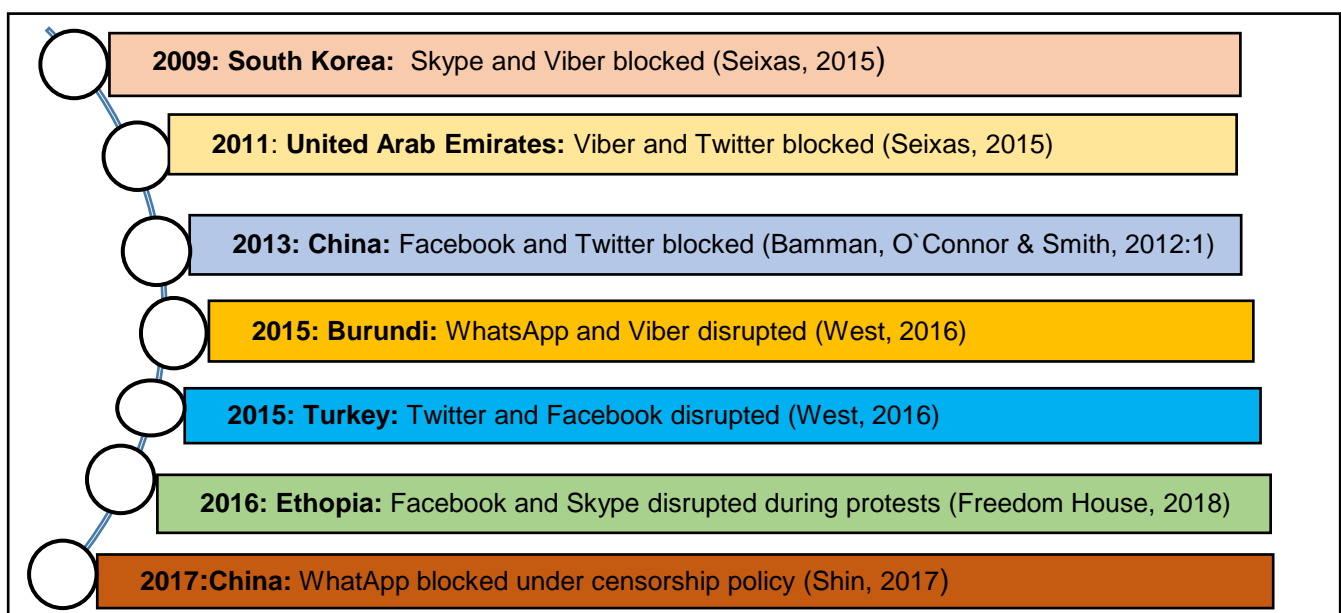 2009: South Korea: Skype and Viber blocked (Seixas, 2015)
2011: United Arab Emirates: Viber and Twitter blocked (Seixas, 2015)
2013: China: Facebook and Twitter blocked (Bamman, O`Connor & Smith, 2012:1)
2015: Burundi: WhatsApp and Viber disrupted (West, 2016)
2015: Turkey: Twitter and Facebook disrupted (West, 2016)
2016: Ethopia: Facebook and Skype disrupted during protests (Freedom House, 2018)
2017:China: WhatApp blocked under censorship policy (Shin, 2017)